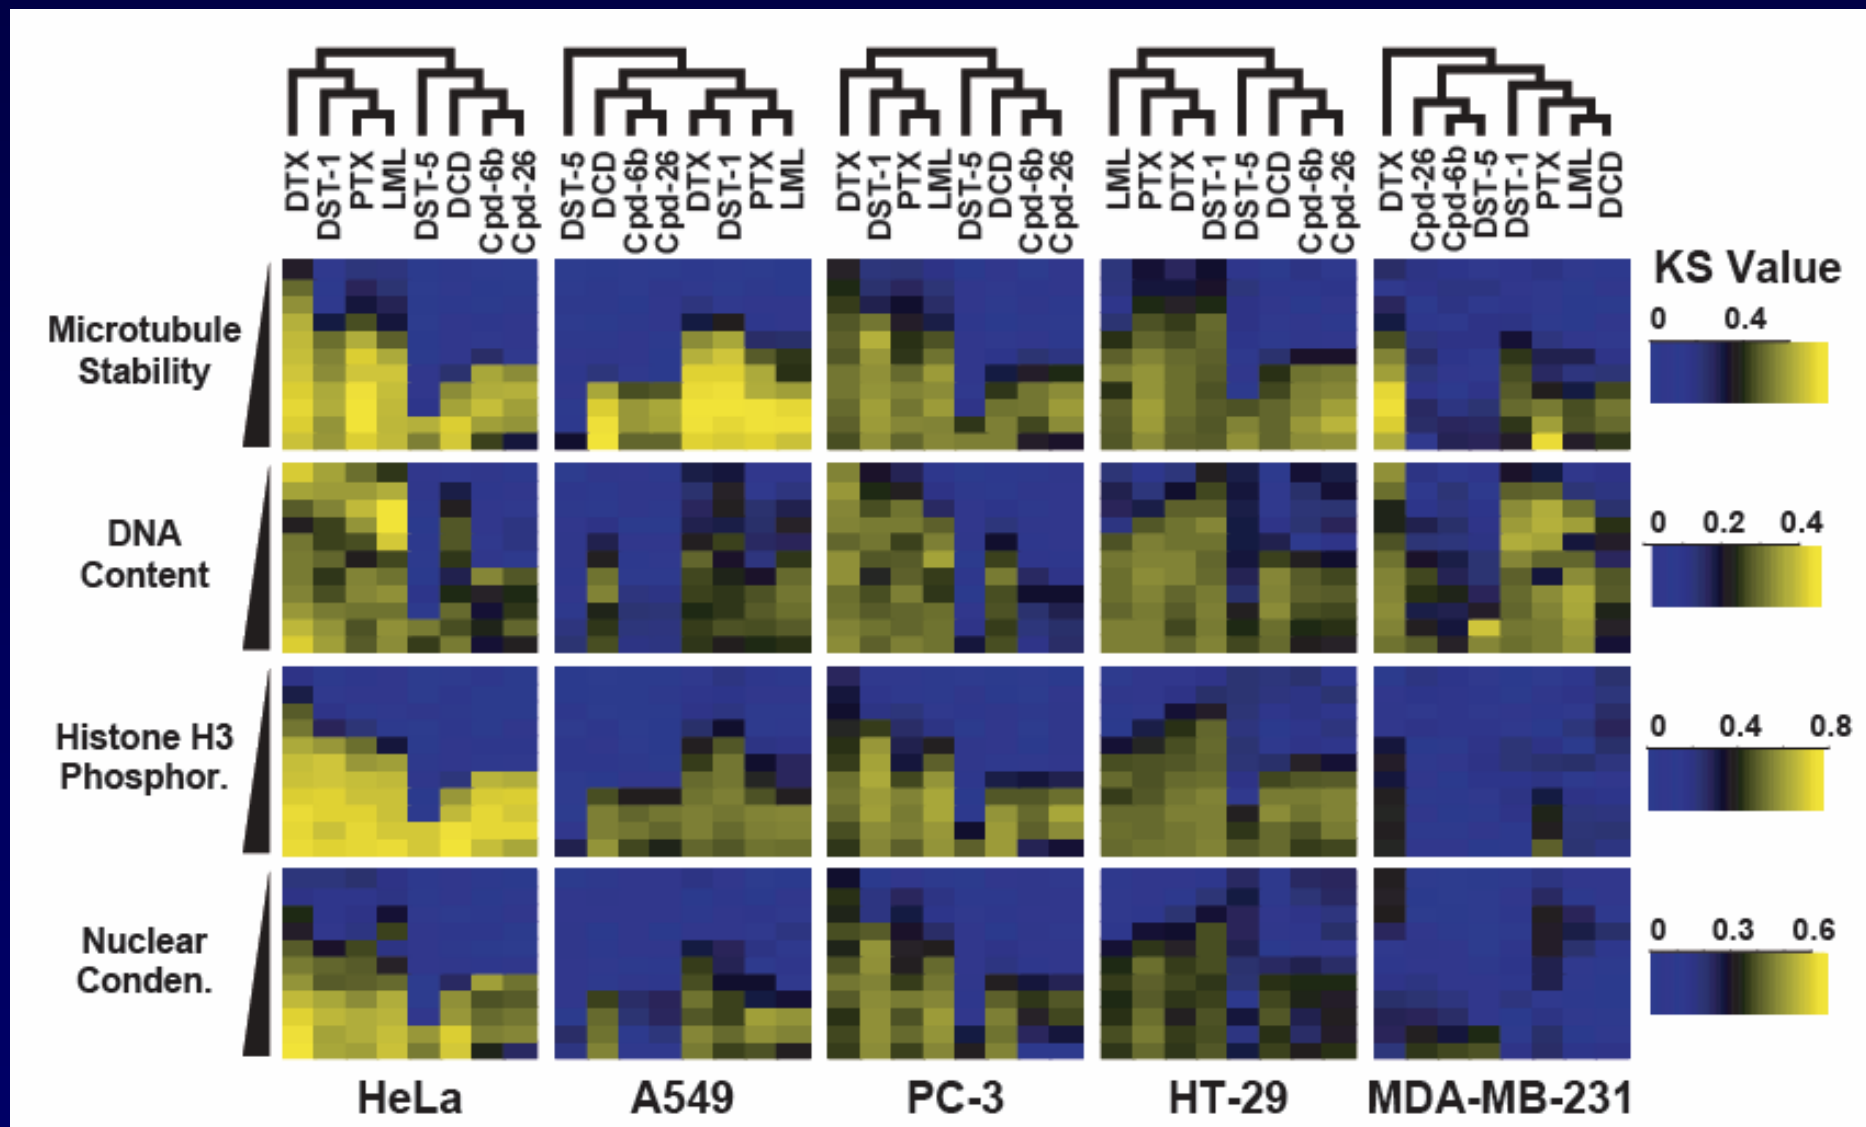 DTX DST-1 PTX LML DST-5 DCD Cpd-6b Cpd-26
DST-5 DCD Cpd-6b Cpd-26 DTX DST-1 PTX LML
DTX DST-1 PTX LML DST-5 DCD Cpd-6b Cpd-26
LML PTX DTX DST-1 DST-5 DCD Cpd-6b Cpd-26
DTX Cpd-26 Cpd-6b DST-5 DST-1 PTX LML DCD
KS Value
Microtubule
Stability
0 0.4
DNA
Content
0 0.2 0.4
Histone H3
Phosphor.
0 0.4 0.8
Nuclear
Conden.
0 0.3 0.6
HeLa A549 PC-3 HT-29 MDA-MB-231